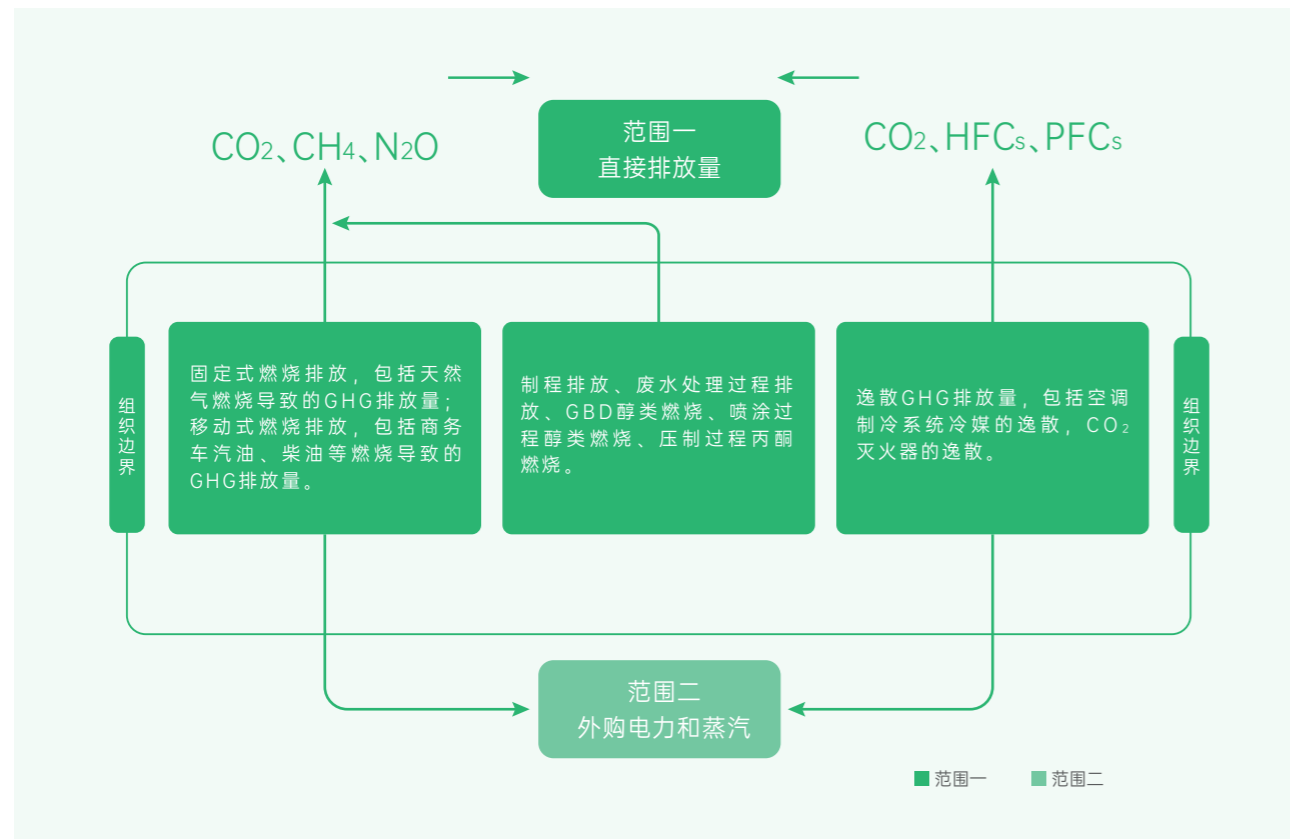 范围一
直接排放量
CO₂、CH₄、N₂O
CO₂、HFCs、PFCs
组织边界
固定式燃烧排放，包括天然
气燃烧导致的GHG排放量；
移动式燃烧排放，包括商务
车汽油、柴油等燃烧导致的
GHG排放量。
制程排放、废水处理过程排
放、GBD醇类燃烧、喷涂过
程醇类燃烧、压制过程丙酮
燃烧。
逸散GHG排放量，包括空调
制冷系统冷媒的逸散，CO₂
灭火器的逸散。
组织边界
范围二
外购电力和蒸汽
范围一
范围二